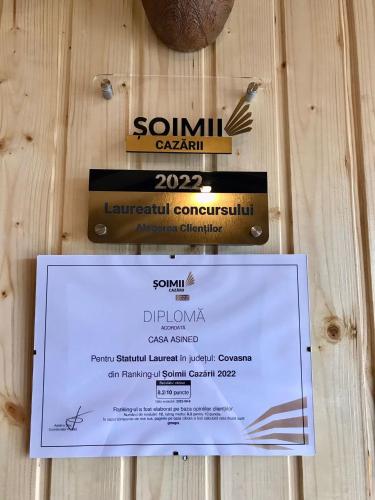 ȘOIMII
CAZĂRII
2022
Laureatul concursului
Alegerea Clienților
ȘOIMII
CAZĂRII
DIPLOMĂ
ACORDATĂ
CASA ASINED
Pentru Statutul Laureat în județul: Covasna
din Ranking-ul Șoimii Cazării 2022
9.2/10 puncte
Ranking-ul a fost elaborat pe baza opiniilor clienților.